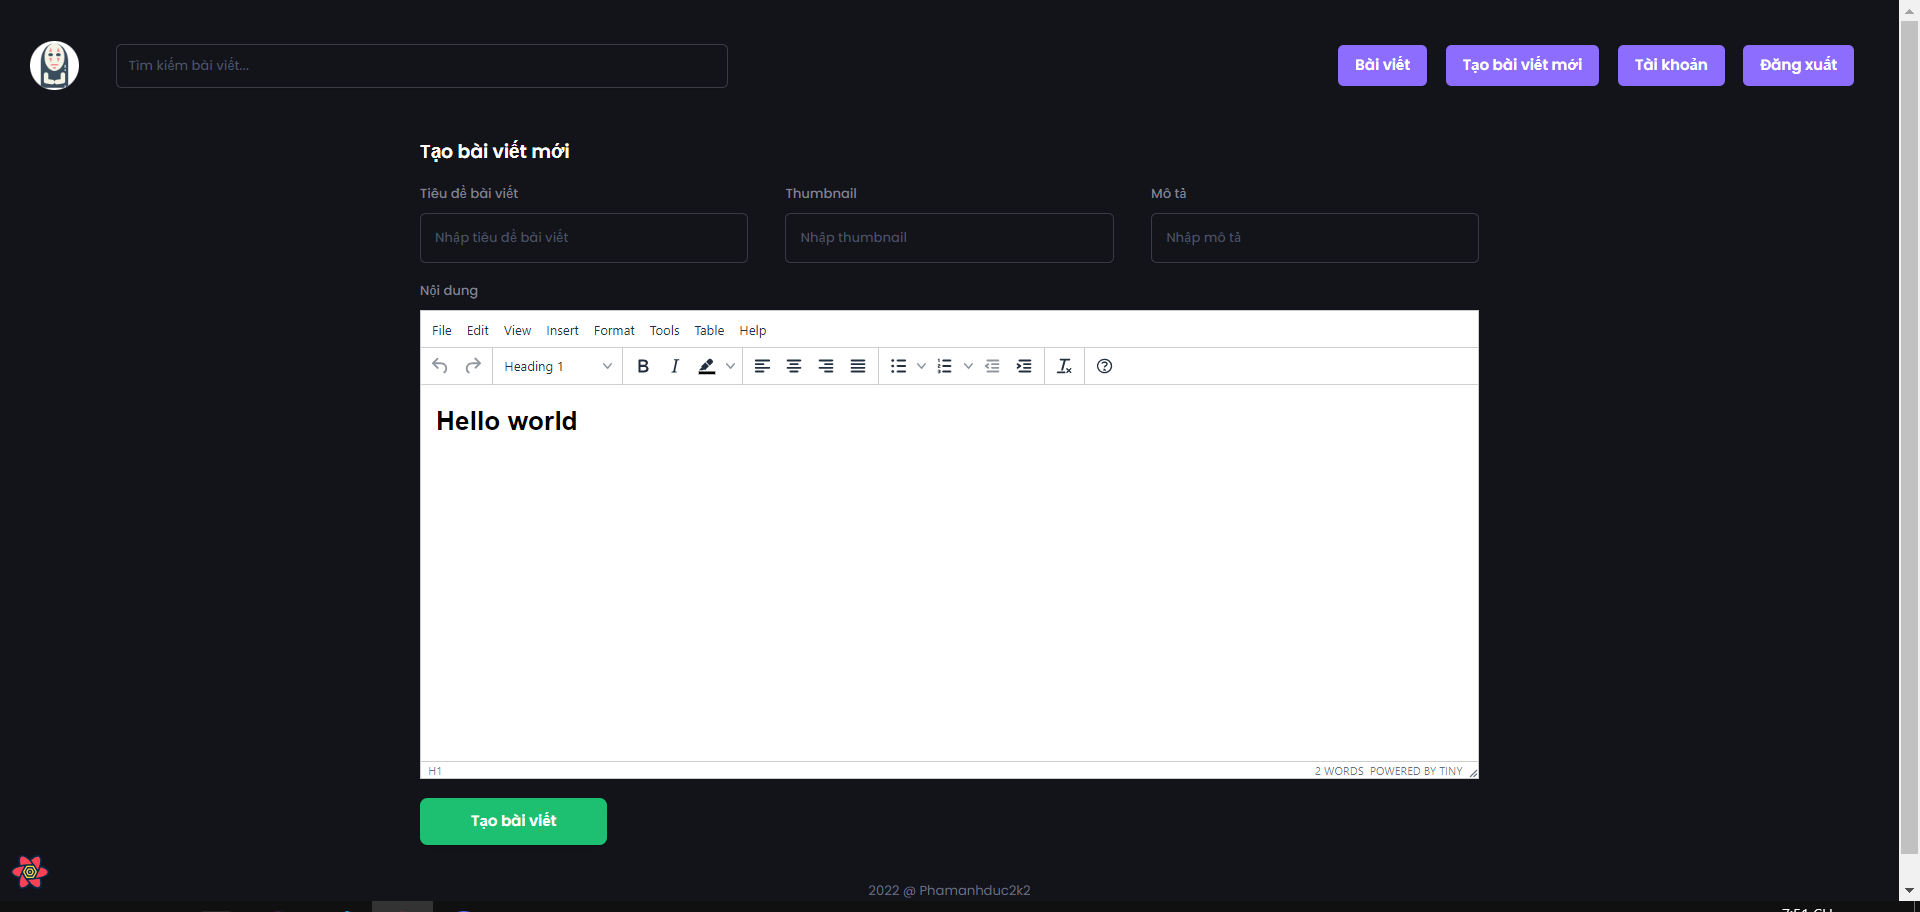 Tìm kiếm bài viết...
Bài viết
Tạo bài viết mới
Tài khoản
Đăng xuất
Tạo bài viết mới
Tiêu đề bài viết
Thumbnail
Mô tả
Nhập tiêu đề bài viết
Nhập thumbnail
Nhập mô tả
Nội dung
File Edit View Insert Format Tools Table Help
Heading 1
Hello world
H1
2 WORDS POWERED BY TINY
Tạo bài viết
2022 @ Phamanhduc2k2